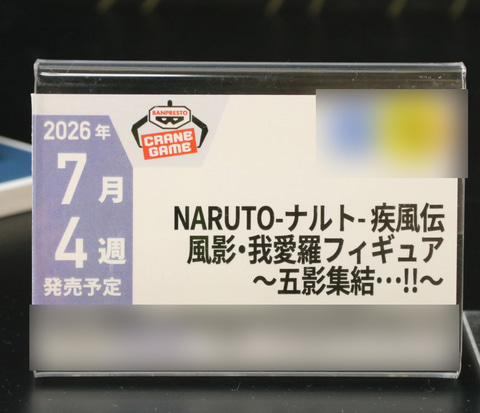 2026年
7月
4週
発売予定
BANPRESTO
CRANE
GAME
NARUTO-ナルト- 疾風伝
風影・我愛羅フィギュア
～五影集結…!!～